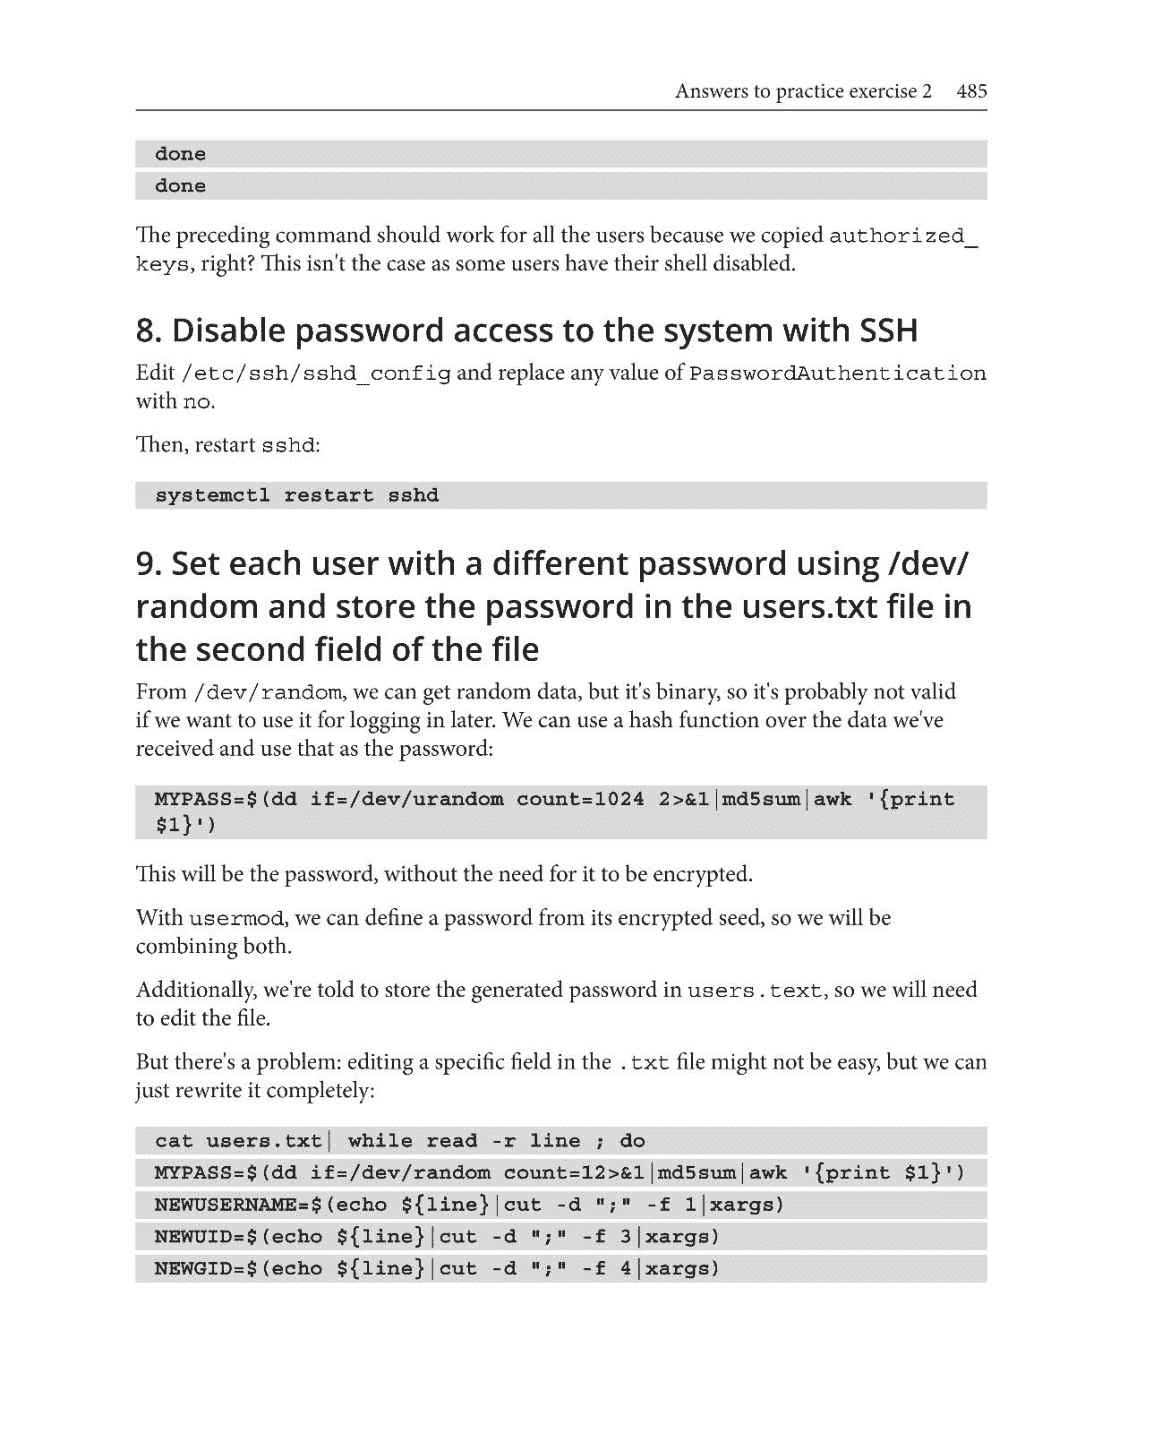 Answers to practice exercise 2 485
done
done
The preceding command should work for all the users because we copied authorized_
keys, right? This isn't the case as some users have their shell disabled.
8. Disable password access to the system with SSH
Edit /etc/ssh/sshd_config and replace any value of PasswordAuthentication
with no.
Then, restart sshd:
systemctl restart sshd
9. Set each user with a different password using /dev/
random and store the password in the users.txt file in
the second field of the file
From /dev/random, we can get random data, but it's binary, so it's probably not valid
if we want to use it for logging in later. We can use a hash function over the data we've
received and use that as the password:
MYPASS=$(dd if=/dev/urandom count=1024 2>&1|md5sum|awk '{print
$1}')
This will be the password, without the need for it to be encrypted.
With usermod, we can define a password from its encrypted seed, so we will be
combining both.
Additionally, we're told to store the generated password in users.text, so we will need
to edit the file.
But there's a problem: editing a specific field in the .txt file might not be easy, but we can
just rewrite it completely:
cat users.txt| while read -r line ; do
MYPASS=$(dd if=/dev/random count=12>&1|md5sum|awk '{print $1}')
NEWUSERNAME=$(echo ${line}|cut -d ";" -f 1|xargs)
NEWUID=$(echo ${line}|cut -d ";" -f 3|xargs)
NEWGID=$(echo ${line}|cut -d ";" -f 4|xargs)